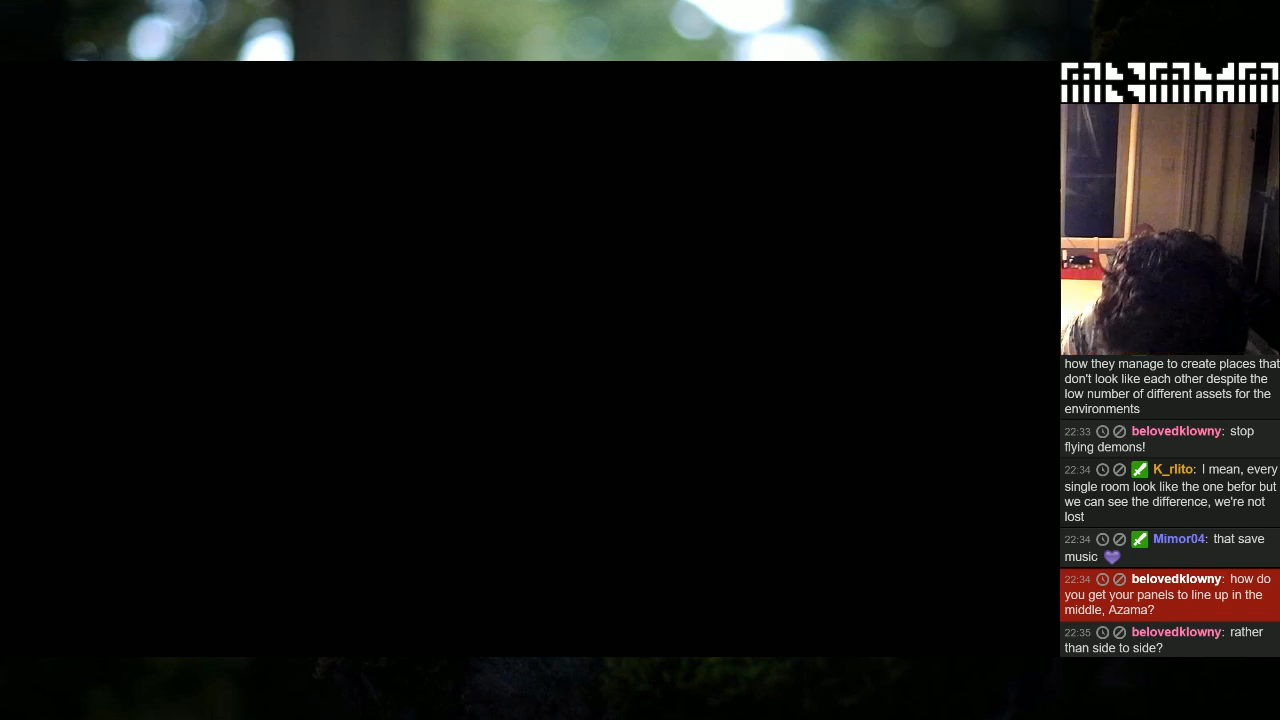 how they manage to create places that
don't look like each other despite the
low number of different assets for the
environments
22:33 belovedklowny: stop
flying demons!
22:34 K_rlito: I mean, every
single room look like the one befor but
we can see the difference, we're not
lost
22:34 Mimor04: that save
music 💜
22:34 belovedklowny: how do
you get your panels to line up in the
middle, Azama?
22:35 belovedklowny: rather
than side to side?